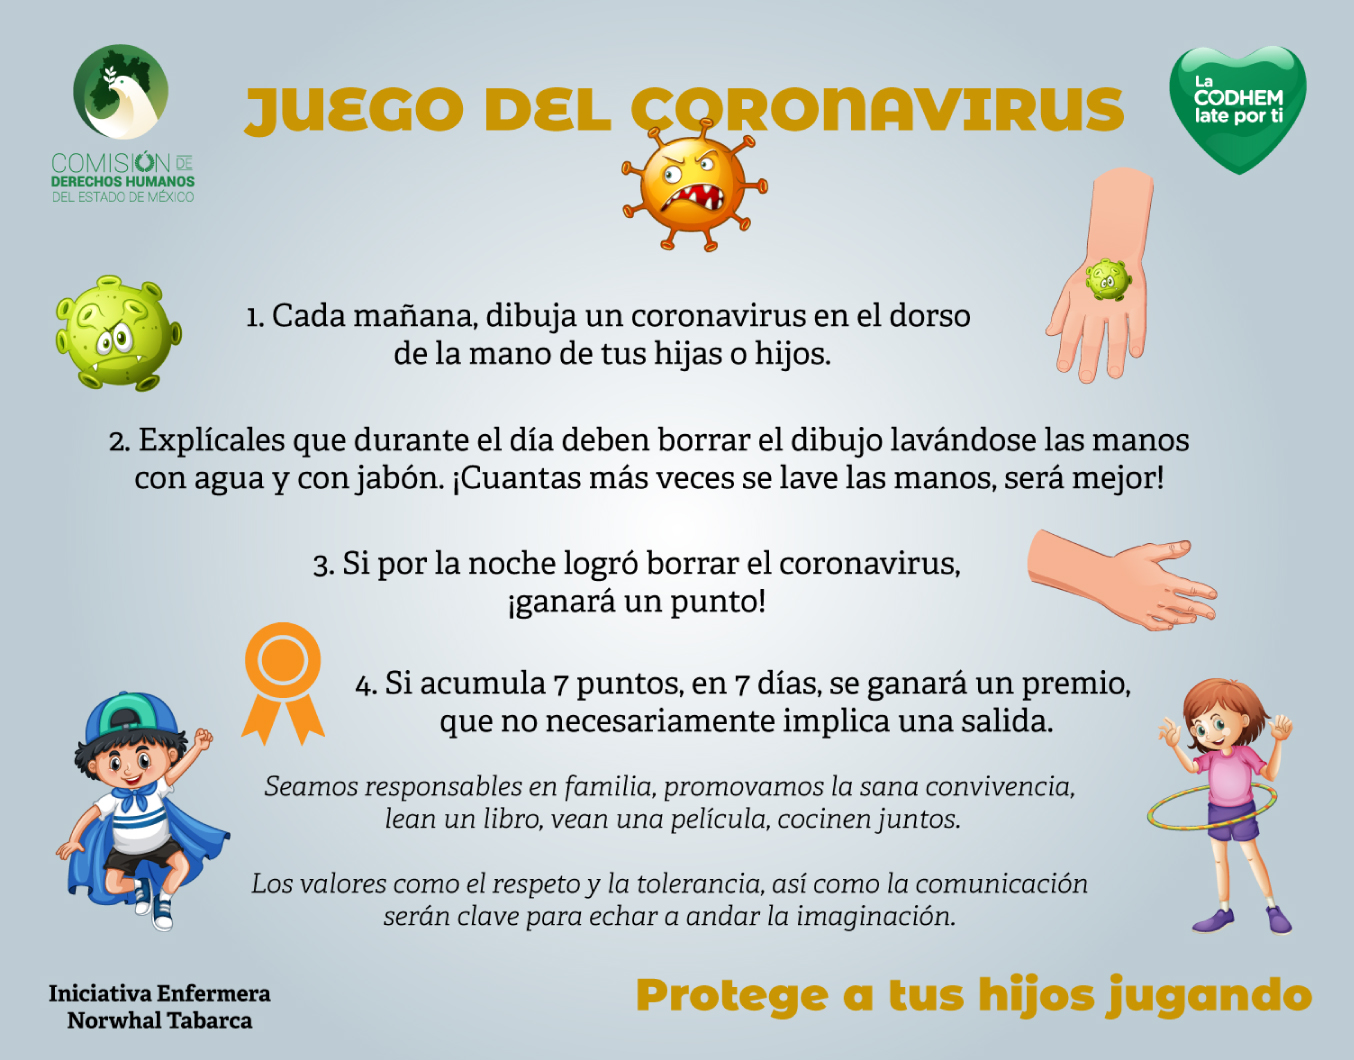 JUEGO DEL CORONAVIRUS
COMISIÓN DE
DERECHOS HUMANOS
DEL ESTADO DE MÉXICO
La
CODHEM
late por ti
1. Cada mañana, dibuja un coronavirus en el dorso
de la mano de tus hijas o hijos.
2. Explícales que durante el día deben borrar el dibujo lavándose las manos
con agua y con jabón. ¡Cuantas más veces se lave las manos, será mejor!
3. Si por la noche logró borrar el coronavirus,
¡ganará un punto!
4. Si acumula 7 puntos, en 7 días, se ganará un premio,
que no necesariamente implica una salida.
Seamos responsables en familia, promovamos la sana convivencia,
lean un libro, vean una película, cocinen juntos.
Los valores como el respeto y la tolerancia, así como la comunicación
serán clave para echar a andar la imaginación.
Iniciativa Enfermera
Norwhal Tabarca
Protege a tus hijos jugando